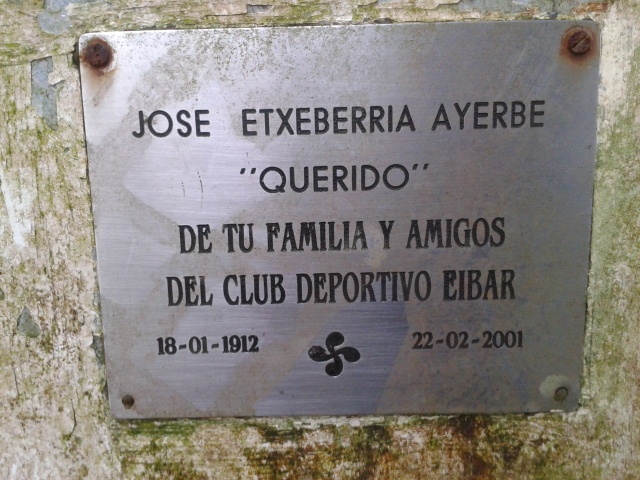 JOSE ETXEBERRIA AYERBE
"QUERIDO"
DE TU FAMILIA Y AMIGOS
DEL CLUB DEPORTIVO EIBAR
18-01-1912 22-02-2001